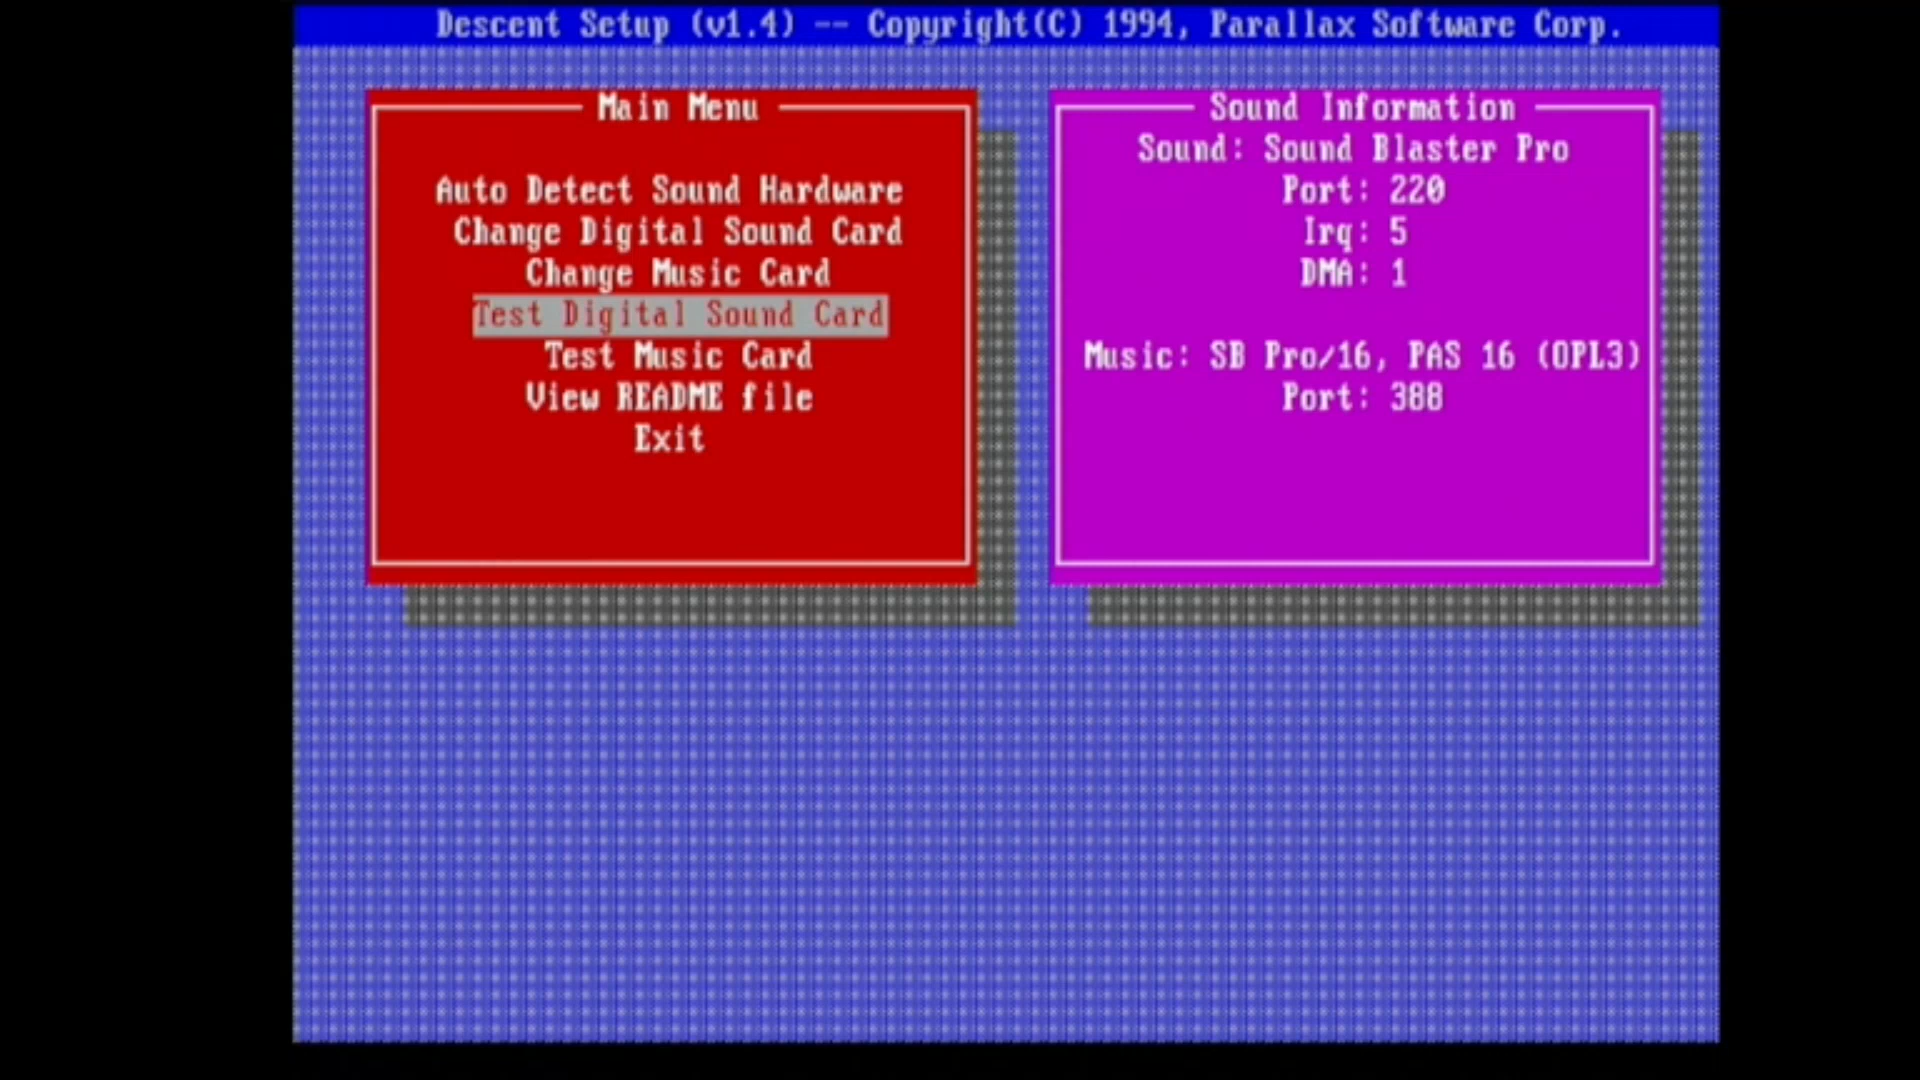 Descent Setup (v1.4) -- Copyright(C) 1994, Parallax Software Corp.
Main Menu
Auto Detect Sound Hardware
Change Digital Sound Card
Change Music Card
Test Digital Sound Card
Test Music Card
View README file
Exit
Sound Information
Sound: Sound Blaster Pro
Port: 220
Irq: 5
DMA: 1
Music: SB Pro/16, PAS 16 (OPL3)
Port: 388